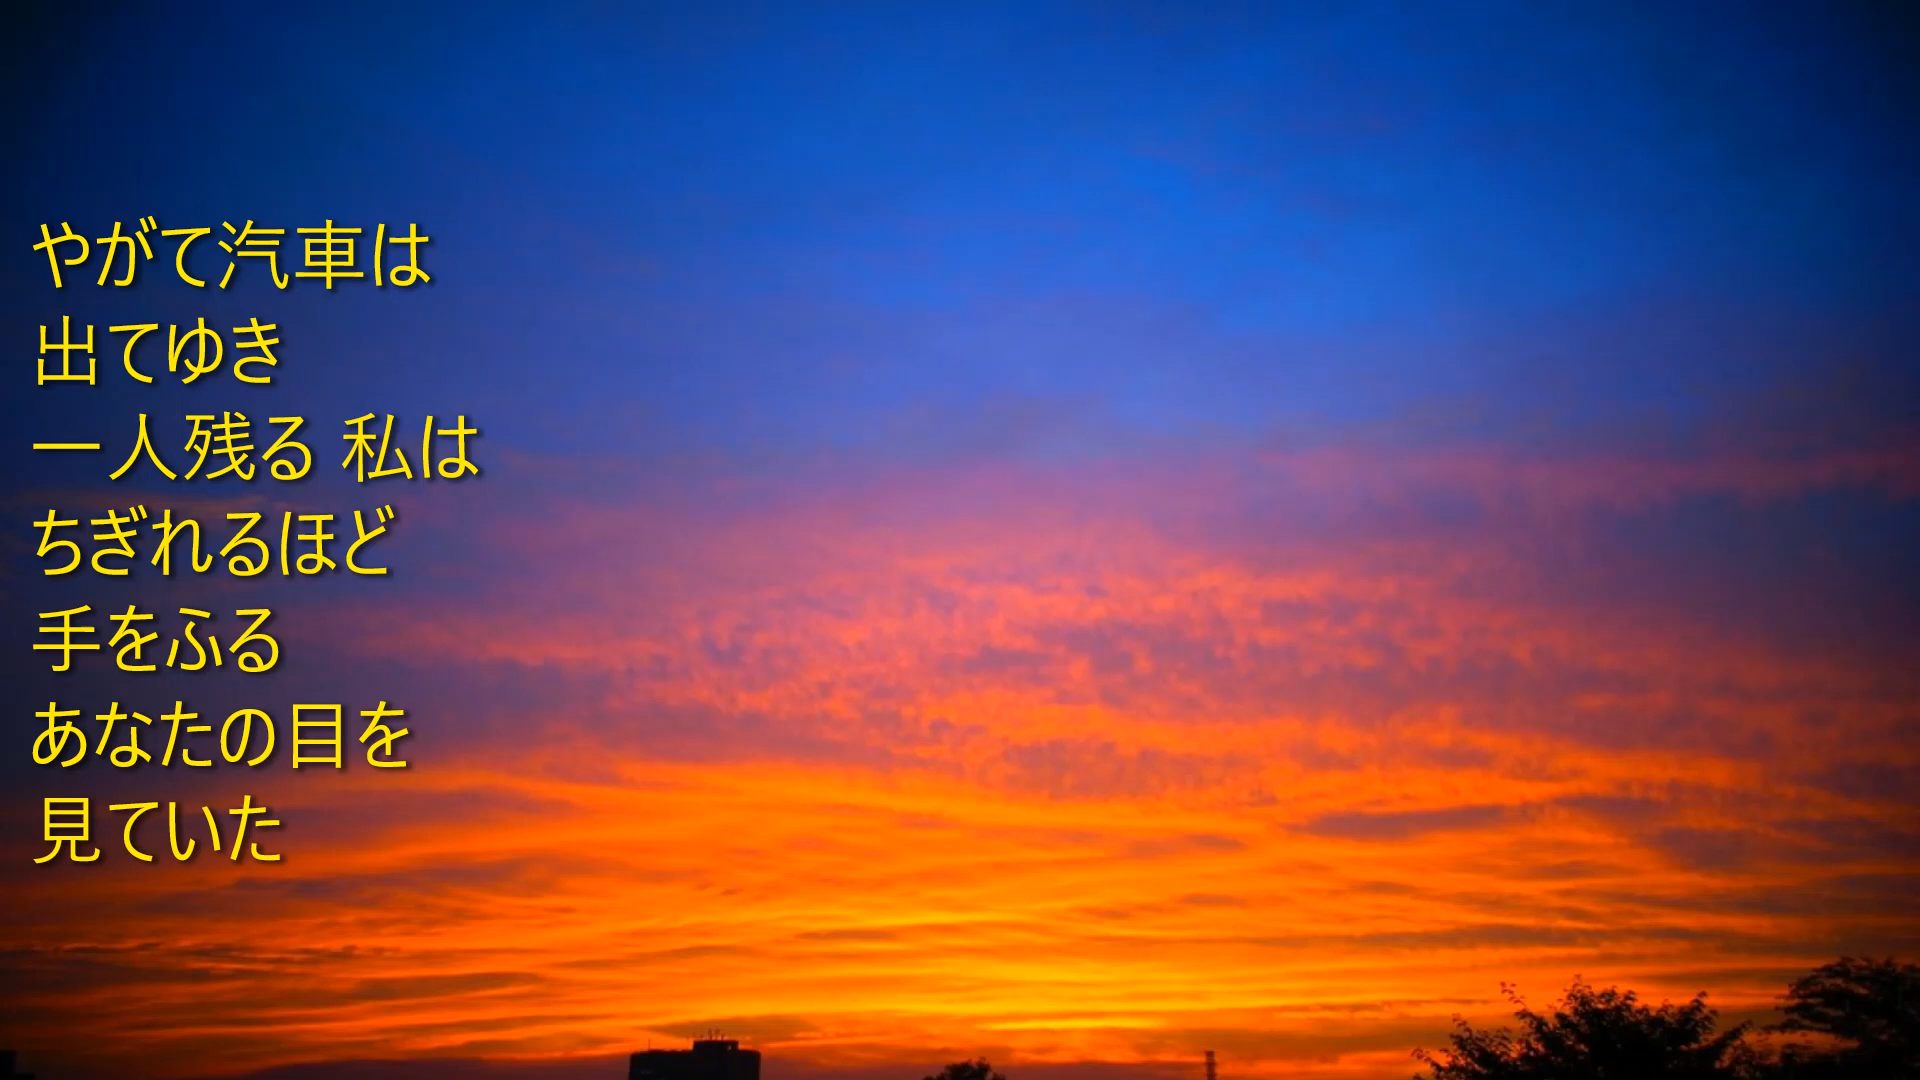 やがて汽車は
出てゆき
一人残る 私は
ちぎれるほど
手をふる
あなたの目を
見ていた